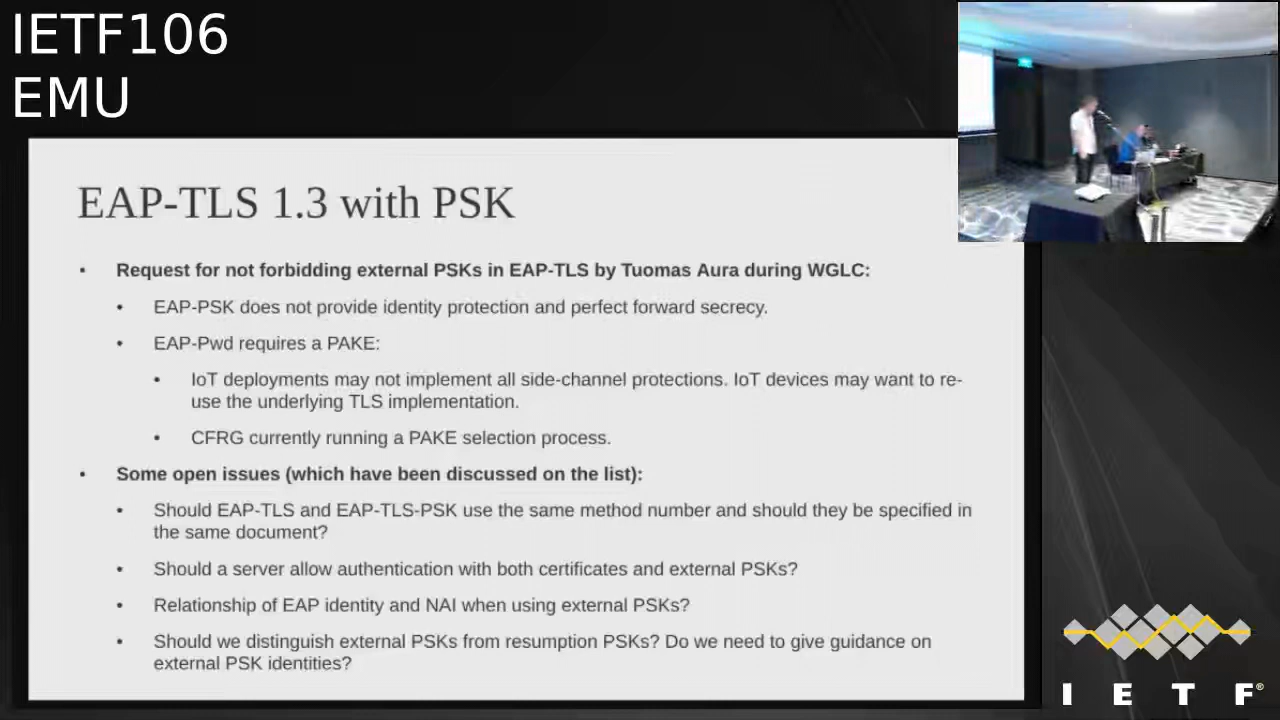 IETF106
EMU
EAP-TLS 1.3 with PSK
• Request for not forbidding external PSKs in EAP-TLS by Tuomas Aura during WGLC:
• EAP-PSK does not provide identity protection and perfect forward secrecy.
• EAP-Pwd requires a PAKE:
• IoT deployments may not implement all side-channel protections. IoT devices may want to re-
use the underlying TLS implementation.
• CFRG currently running a PAKE selection process.
• Some open issues (which have been discussed on the list):
• Should EAP-TLS and EAP-TLS-PSK use the same method number and should they be specified in
the same document?
• Should a server allow authentication with both certificates and external PSKs?
• Relationship of EAP identity and NAI when using external PSKs?
• Should we distinguish external PSKs from resumption PSKs? Do we need to give guidance on
external PSK identities?
I E T F®